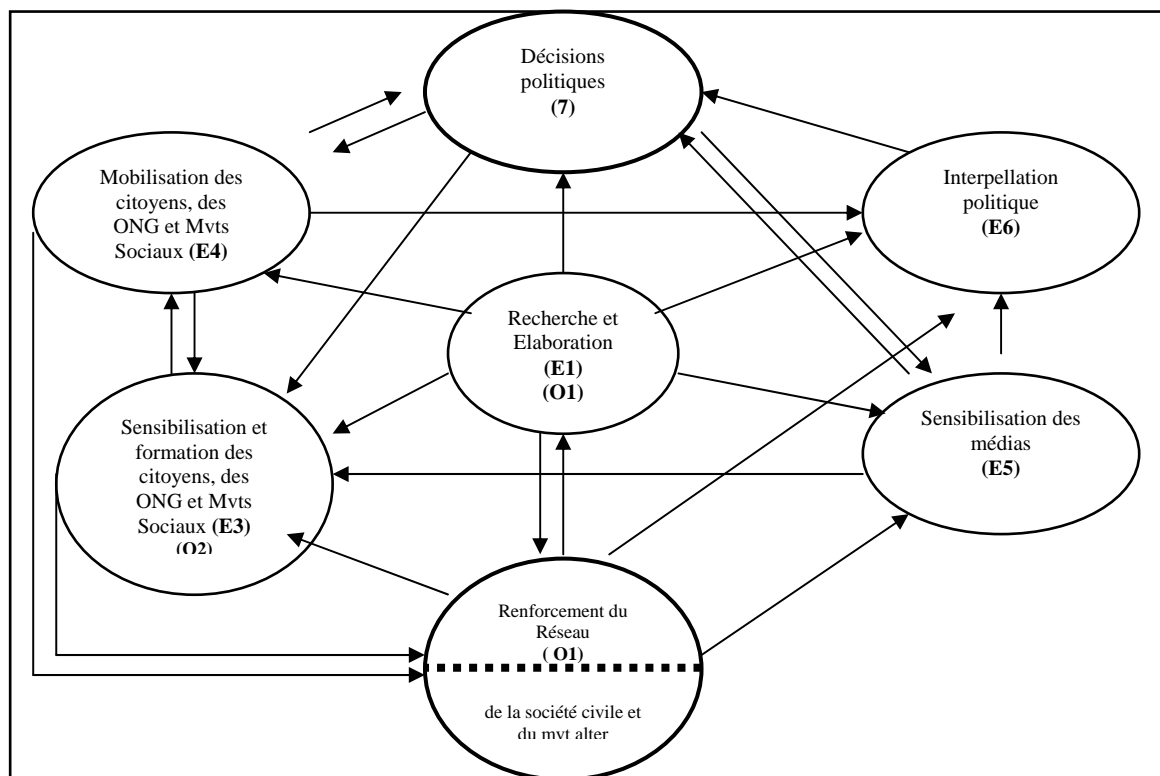 Décisions
politiques
(7)
Mobilisation des
citoyens, des
ONG et Mvts
Sociaux (E4)
Interpellation
politique
(E6)
Recherche et
Elaboration
(E1)
(O1)
Sensibilisation et
formation des
citoyens, des
ONG et Mvts
Sociaux (E3)
(O2)
Sensibilisation des
médias
(E5)
Renforcement du
Réseau
( O1)
de la société civile et
du mvt alter